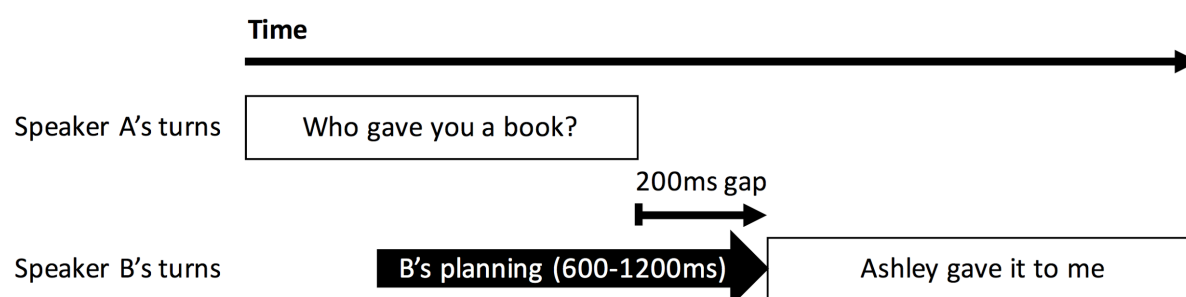 Time
Speaker A’s turns
Who gave you a book?
200ms gap
Speaker B’s turns
B’s planning (600-1200ms)
Ashley gave it to me